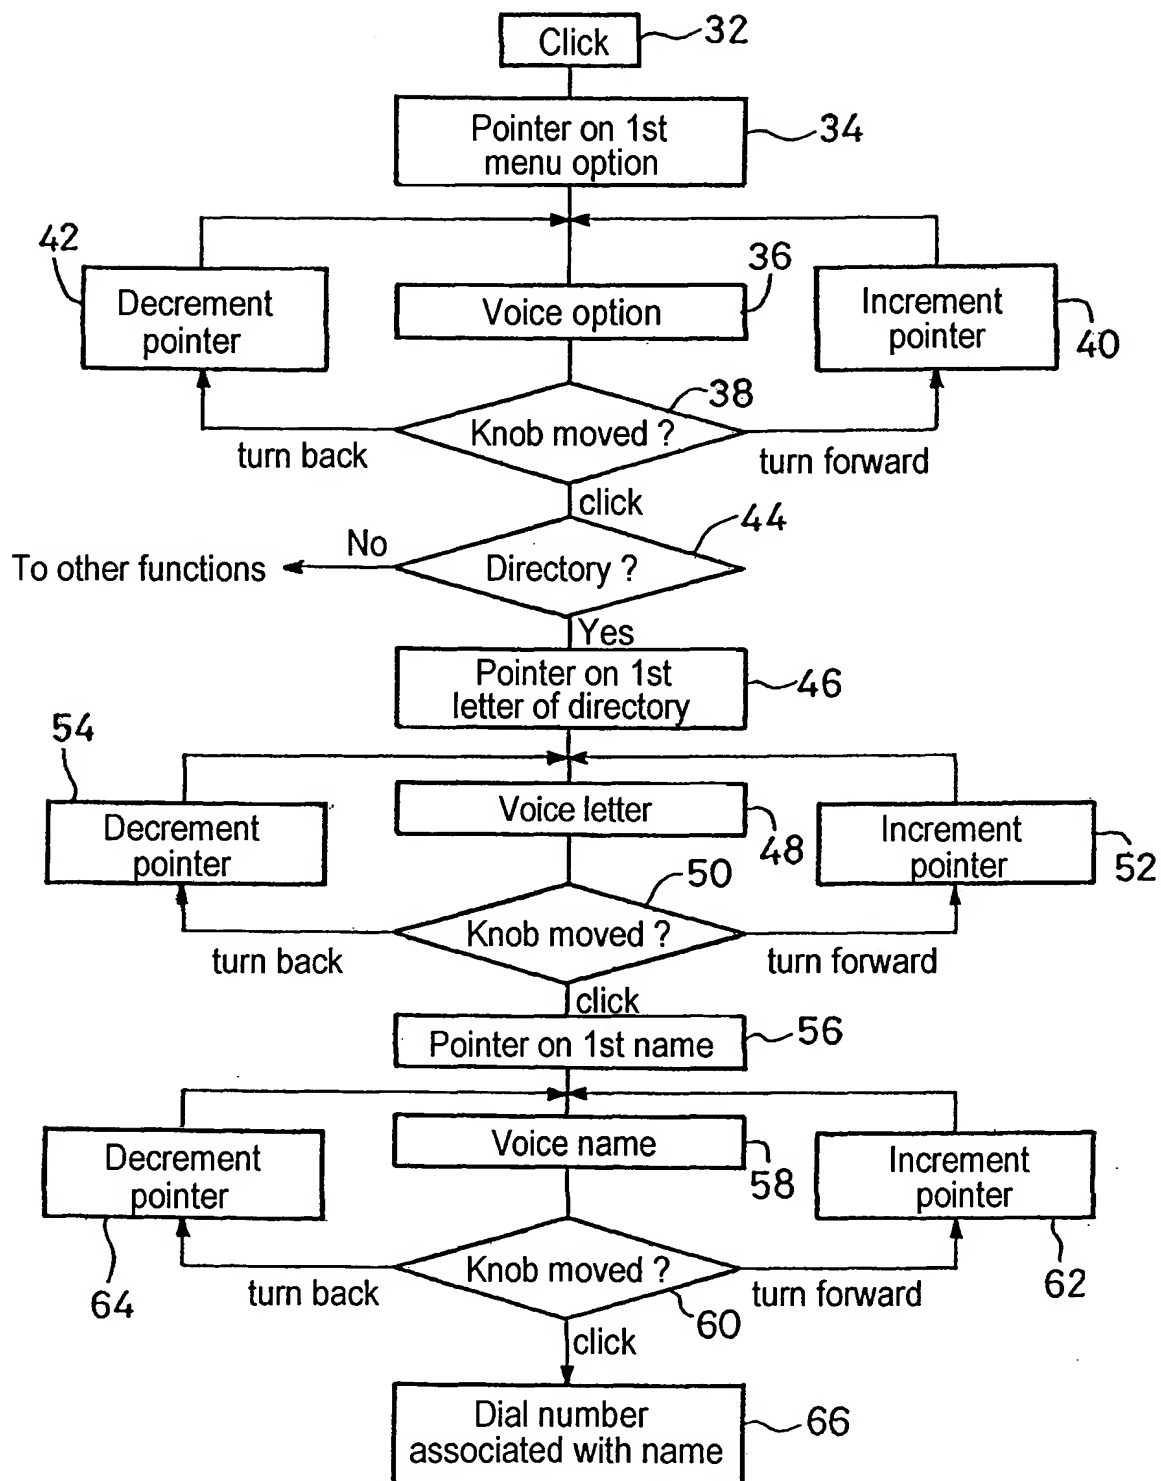 Click
32
Pointer on 1st
menu option
34
42
Decrement
pointer
36
Voice option
Increment
pointer
40
38
Knob moved ?
turn back
turn forward
click
44
No
To other functions
Directory ?
Yes
Pointer on 1st
letter of directory
46
54
Decrement
pointer
Voice letter
48
Increment
pointer
52
50
Knob moved ?
turn back
turn forward
click
Pointer on 1st name
56
Decrement
pointer
64
Voice name
58
Increment
pointer
62
Knob moved ?
60
turn back
turn forward
click
Dial number
associated with name
66